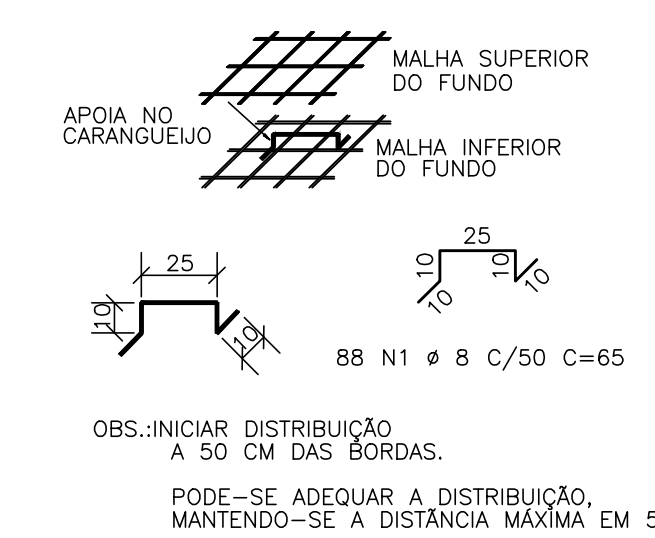 MALHA SUPERIOR
DO FUNDO
APOIA NO
CARANGUEIJO
MALHA INFERIOR
DO FUNDO
25
10
10
25
10
10
10
10
88 N1 ø 8 C/50 C=65
OBS.:INICIAR DISTRIBUIÇÃO
A 50 CM DAS BORDAS.
PODE-SE ADEQUAR A DISTRIBUIÇÃO,
MANTENDO-SE A DISTÃNCIA MÁXIMA EM